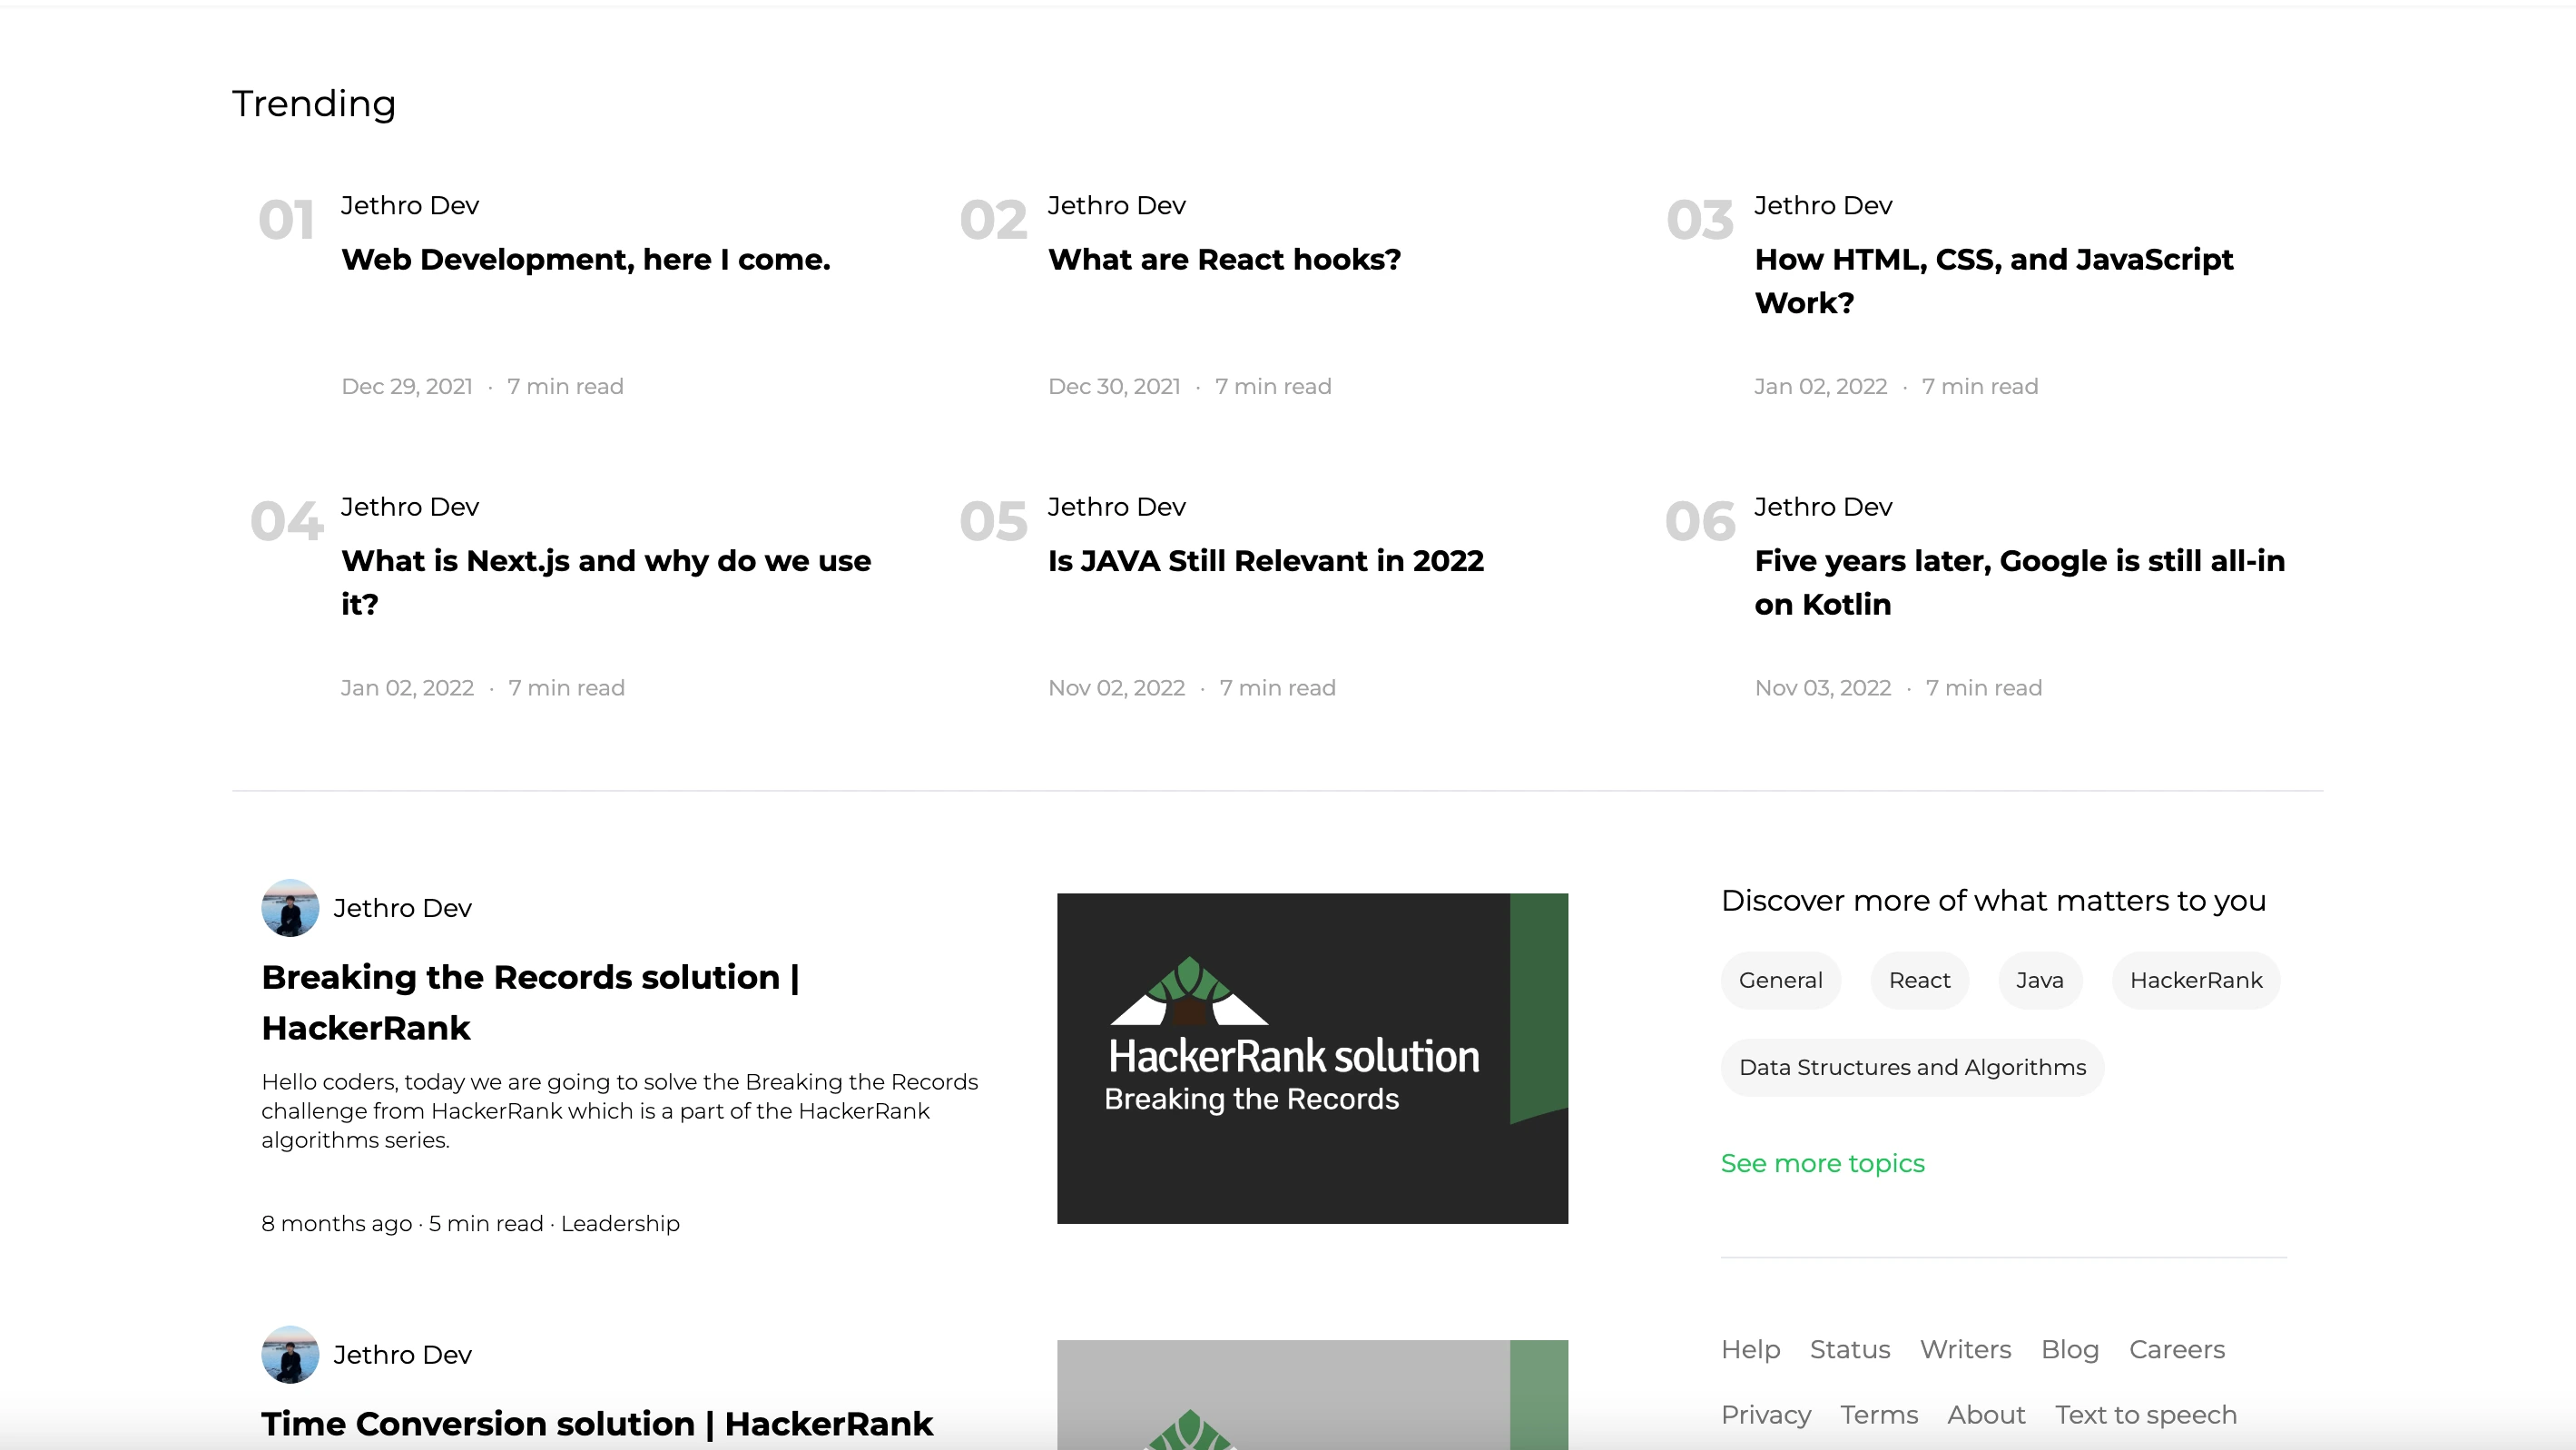 Trending
01
Jethro Dev
Web Development, here I come.
Dec 29, 2021 · 7 min read
02
Jethro Dev
What are React hooks?
Dec 30, 2021 · 7 min read
03
Jethro Dev
How HTML, CSS, and JavaScript
Work?
Jan 02, 2022 · 7 min read
04
Jethro Dev
What is Next.js and why do we use
it?
Jan 02, 2022 · 7 min read
05
Jethro Dev
Is JAVA Still Relevant in 2022
Nov 02, 2022 · 7 min read
06
Jethro Dev
Five years later, Google is still all-in
on Kotlin
Nov 03, 2022 · 7 min read
Jethro Dev
Breaking the Records solution |
HackerRank
Hello coders, today we are going to solve the Breaking the Records
challenge from HackerRank which is a part of the HackerRank
algorithms series.
8 months ago · 5 min read · Leadership
HackerRank solution
Breaking the Records
Jethro Dev
Time Conversion solution | HackerRank
Discover more of what matters to you
General React Java HackerRank
Data Structures and Algorithms
See more topics
Help Status Writers Blog Careers
Privacy Terms About Text to speech